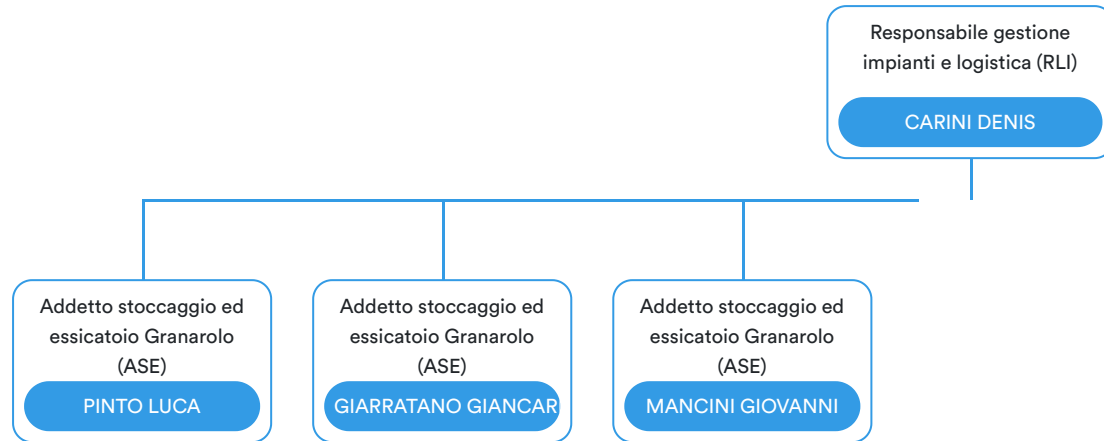 Responsabile gestione
impianti e logistica (RLI)
CARINI DENIS
Addetto stoccaggio ed
essicatoio Granarolo
(ASE)
PINTO LUCA
Addetto stoccaggio ed
essicatoio Granarolo
(ASE)
GIARRATANO GIANCAR
Addetto stoccaggio ed
essicatoio Granarolo
(ASE)
MANCINI GIOVANNI